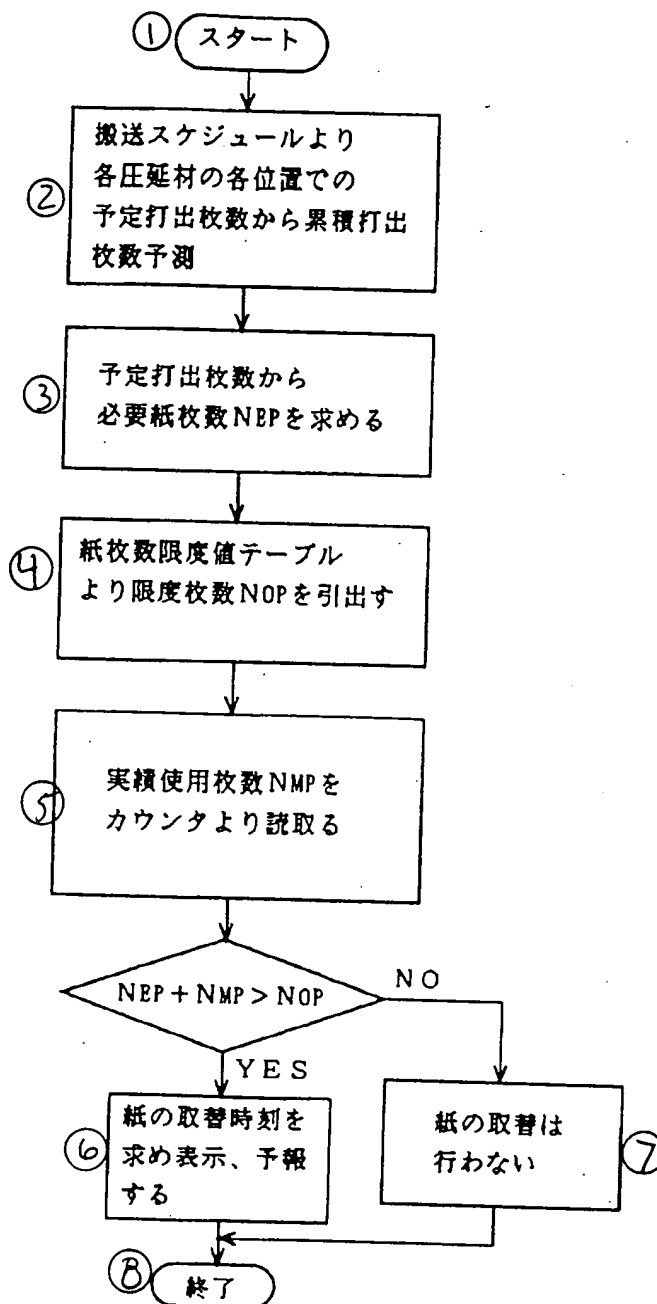 ① スタート
搬送スケジュールより
② 各圧延材の各位置での
予定打出枚数から累積打出
枚数予測
③ 予定打出枚数から
必要紙枚数NEPを求める
④ 紙枚数限度値テーブル
より限度枚数NOPを引出す
⑤ 実績使用枚数NMPを
カウンタより読取る
NEP+NMP>NOP
NO
YES
⑥ 紙の取替時刻を
求め表示、予報
する
紙の取替は
行わない ⑦
⑧ 終了